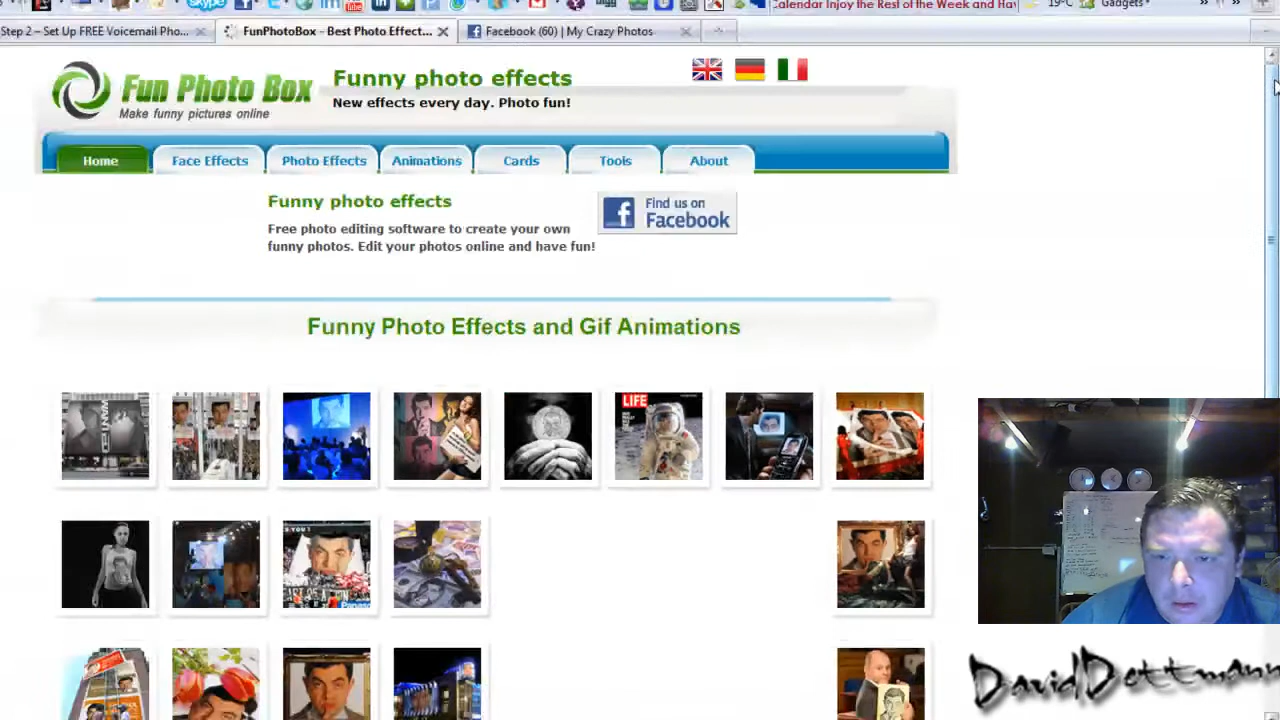 Calendar Enjoy the Rest of the Week and Hav
19°C
Gadgets
Step 2 – Set Up FREE Voicemail Pho...
FunPhotoBox - Best Photo Effect...
Facebook (60) | My Crazy Photos
Fun Photo Box
Make funny pictures online
Funny photo effects
New effects every day. Photo fun!
Home
Face Effects
Photo Effects
Animations
Cards
Tools
About
Funny photo effects
Free photo editing software to create your own
funny photos. Edit your photos online and have fun!
Find us on
Facebook
Funny Photo Effects and Gif Animations
LIFE
David Dettmann